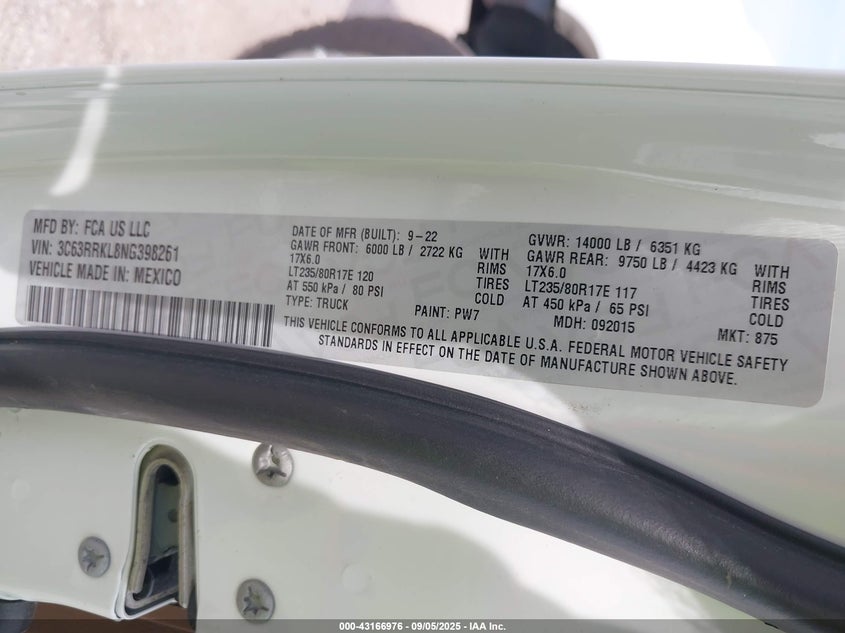 MFD BY: FCA US LLC
VIN: 3C63RRKL8NG398261
VEHICLE MADE IN: MEXICO
DATE OF MFR (BUILT): 9-22
GAWR FRONT: 6000 LB / 2722 KG WITH
17X6.0 RIMS
LT235/80R17E 120 TIRES
AT 550 kPa / 80 PSI COLD
TYPE: TRUCK PAINT: PW7
GVWR: 14000 LB / 6351 KG
GAWR REAR: 9750 LB / 4423 KG WITH
17X6.0 RIMS
LT235/80R17E 117 TIRES
AT 450 kPa / 65 PSI COLD
MDH: 092015 MKT: 875
THIS VEHICLE CONFORMS TO ALL APPLICABLE U.S.A. FEDERAL MOTOR VEHICLE SAFETY
STANDARDS IN EFFECT ON THE DATE OF MANUFACTURE SHOWN ABOVE.
000-43166976 - 09/05/2025 - IAA Inc.